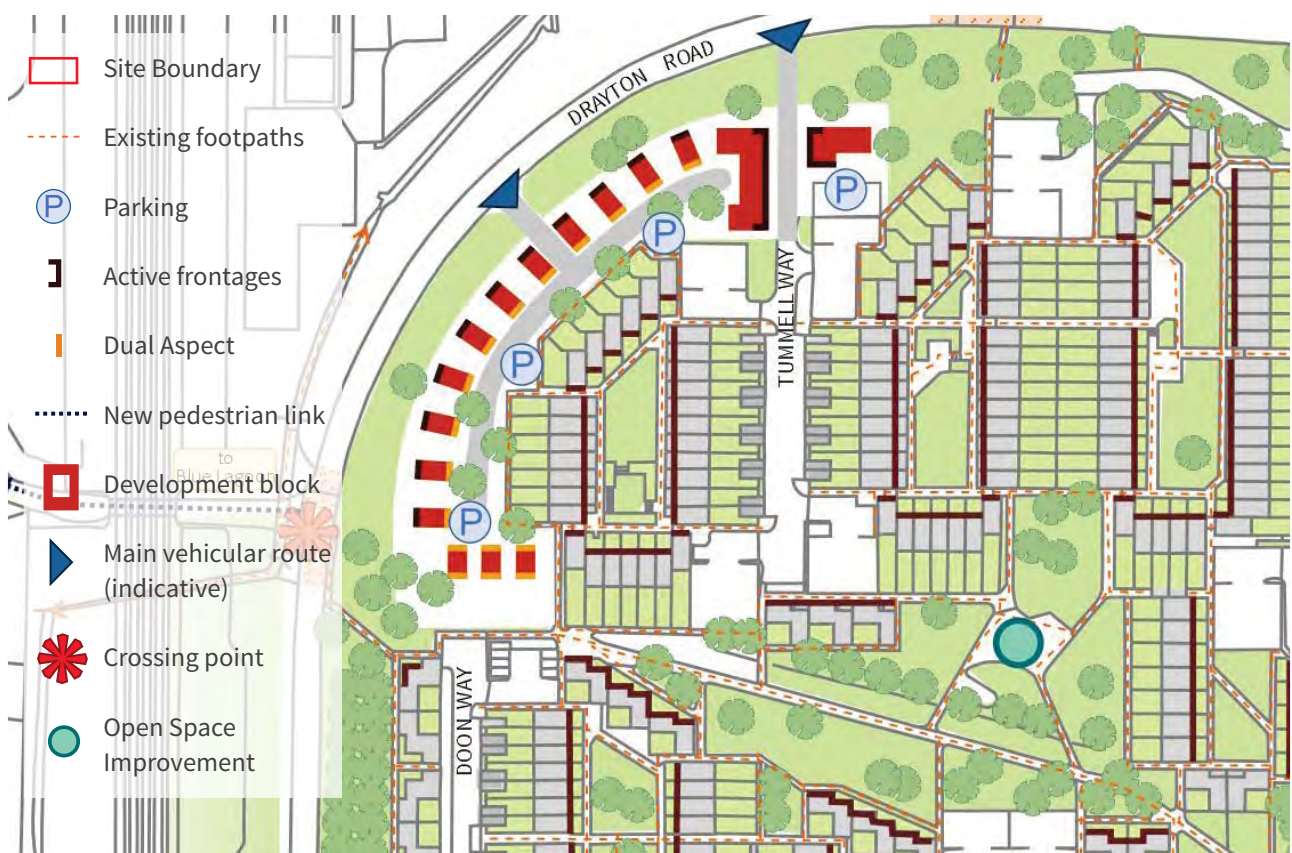 Site Boundary
Existing footpaths
P
Parking
Active frontages
Dual Aspect
New pedestrian link
to
Blue Lagoon
Development block
Main vehicular route
(indicative)
Crossing point
Open Space
Improvement
DRAYTON ROAD
P
P
P
P
TUMMELL WAY
DOON WAY